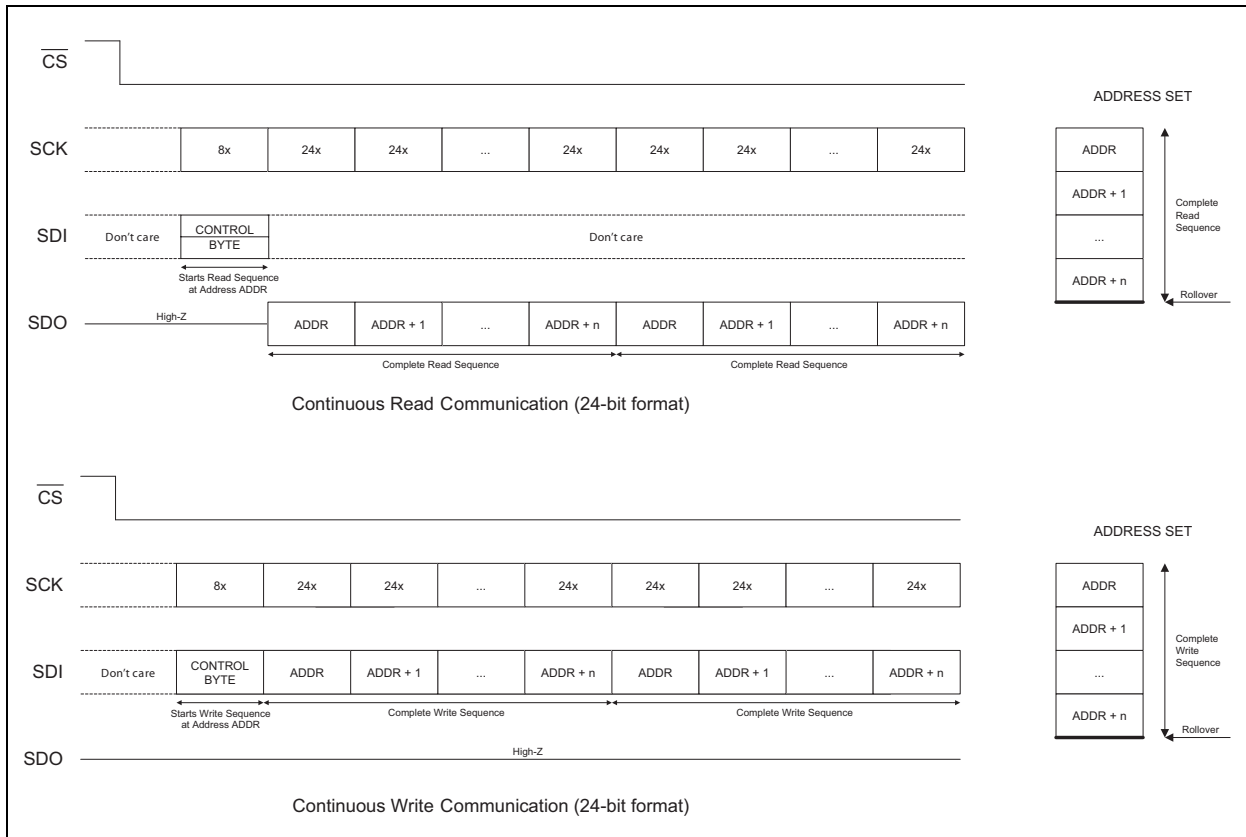 CS
SCK
8x 24x 24x ... 24x 24x 24x ... 24x
SDI
Don't care
CONTROL
BYTE
Don't care
Starts Read Sequence
at Address ADDR
SDO
High-Z
ADDR ADDR + 1 ... ADDR + n ADDR ADDR + 1 ... ADDR + n
Complete Read Sequence
Complete Read Sequence
Continuous Read Communication (24-bit format)
ADDRESS SET
ADDR
ADDR + 1
...
ADDR + n
Complete
Read
Sequence
Rollover
CS
SCK
8x 24x 24x ... 24x 24x 24x ... 24x
SDI
Don't care
CONTROL
BYTE
ADDR ADDR + 1 ... ADDR + n ADDR ADDR + 1 ... ADDR + n
Starts Write Sequence
at Address ADDR
Complete Write Sequence
Complete Write Sequence
SDO
High-Z
Continuous Write Communication (24-bit format)
ADDRESS SET
ADDR
ADDR + 1
...
ADDR + n
Complete
Write
Sequence
Rollover